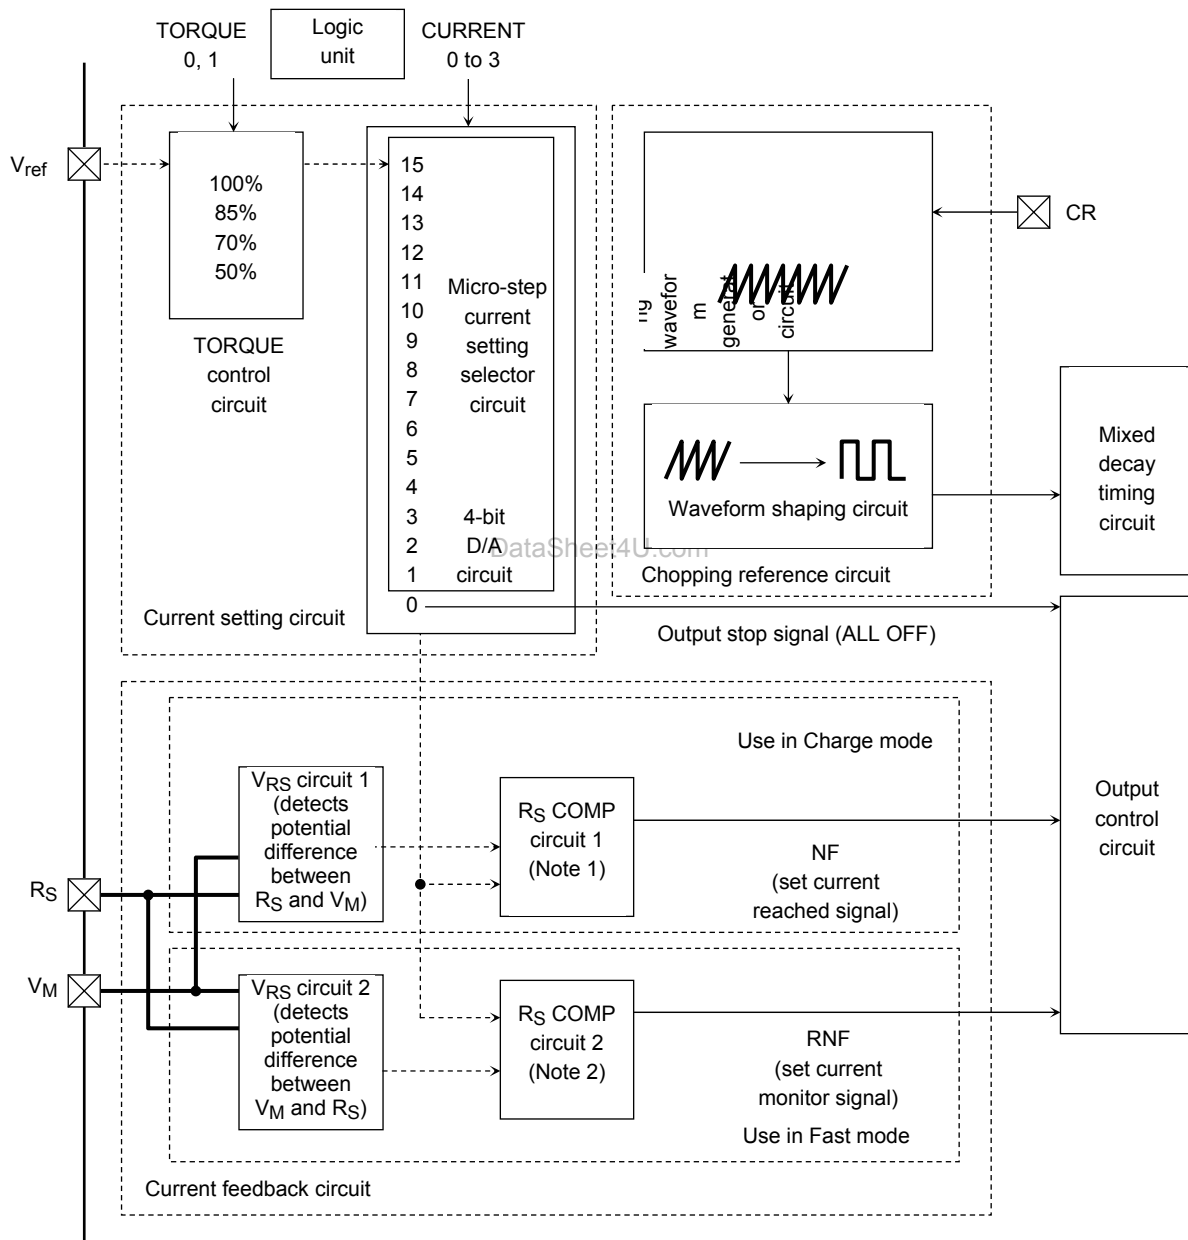 TORQUE
0, 1
Logic
unit
CURRENT
0 to 3
Vref
100%
85%
70%
50%
TORQUE
control
circuit
15
14
13
12
11
10
9
8
7
6
5
4
3
2
1
0
Micro-step
current
setting
selector
circuit
4-bit
D/A
circuit
Current setting circuit
CR
wavefor
m
generat
or
circuit
Waveform shaping circuit
Chopping reference circuit
DataSheet4U.com
Mixed
decay
timing
circuit
Output stop signal (ALL OFF)
Use in Charge mode
VRS circuit 1
(detects
potential
difference
between
RS and VM)
RS COMP
circuit 1
(Note 1)
NF
(set current
reached signal)
Output
control
circuit
RS
VM
VRS circuit 2
(detects
potential
difference
between
VM and RS)
RS COMP
circuit 2
(Note 2)
RNF
(set current
monitor signal)
Use in Fast mode
Current feedback circuit